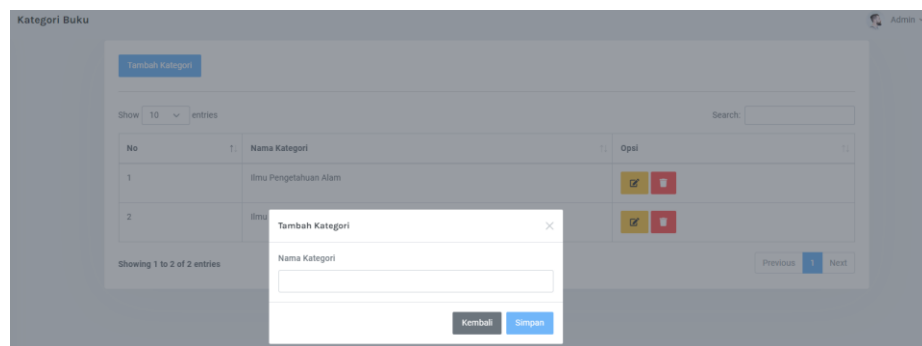 Kategori Buku Admin
Tambah Kategori
Show 10 entries Search:
No Nama Kategori Opsi
1 Ilmu Pengetahuan Alam
2 Ilmu
Tambah Kategori
Nama Kategori
Showing 1 to 2 of 2 entries Previous 1 Next
Kembali Simpan